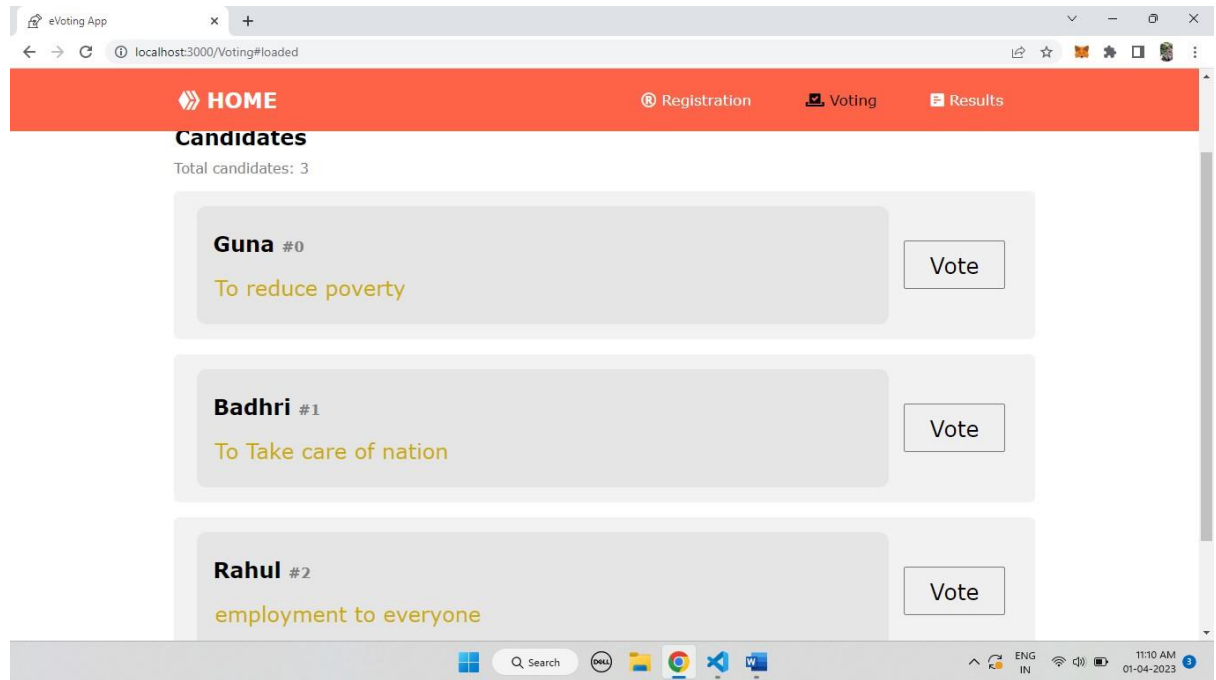 eVoting App
localhost:3000/Voting#loaded
HOME
Registration
Voting
Results
Candidates
Total candidates: 3
Guna #0
To reduce poverty
Vote
Badhri #1
To Take care of nation
Vote
Rahul #2
employment to everyone
Vote
Search
DELL
ENG
IN
11:10 AM
01-04-2023
3